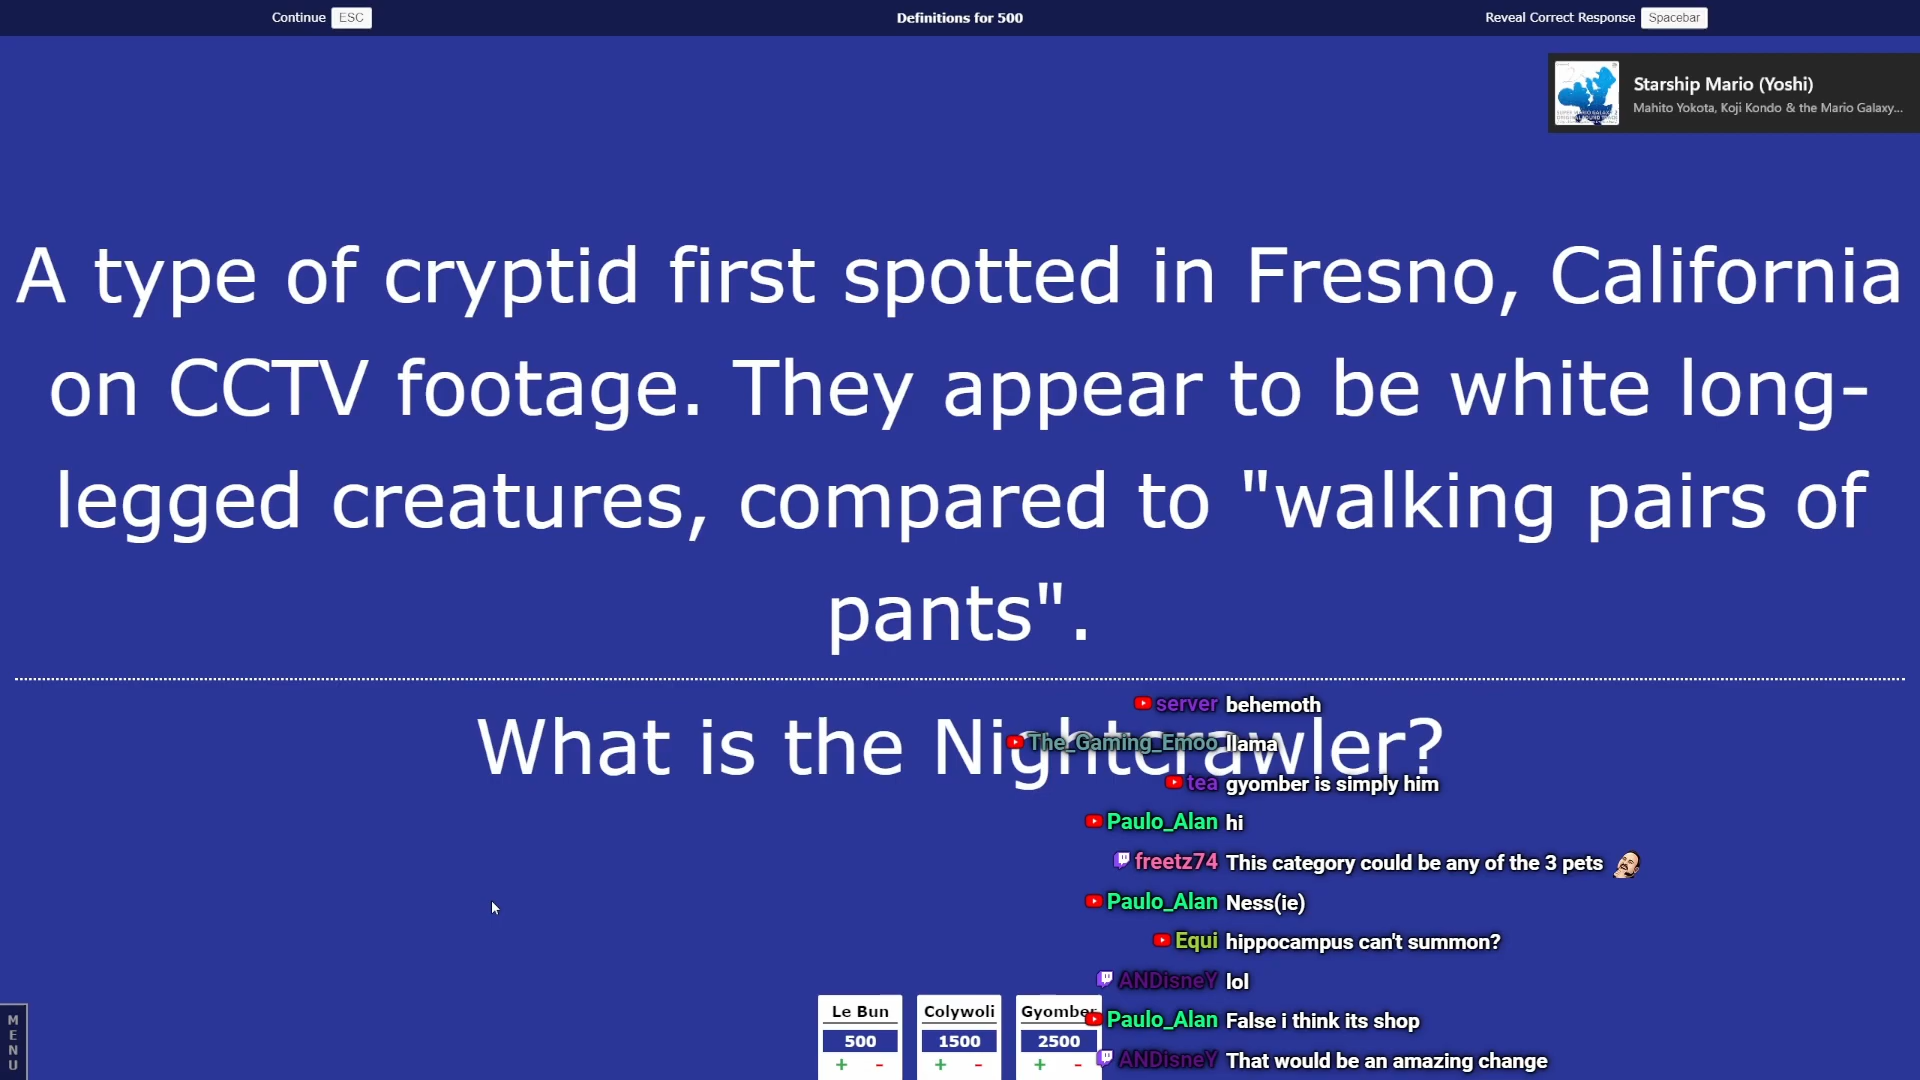 Continue ESC
Definitions for 500
Reveal Correct Response Spacebar
Starship Mario (Yoshi)
Mahito Yokota, Koji Kondo & the Mario Galaxy...
A type of cryptid first spotted in Fresno, California
on CCTV footage. They appear to be white long-
legged creatures, compared to "walking pairs of
pants".
What is the Nightcrawler?
server behemoth
The_Gaming_Emoo llama
tea gyomber is simply him
Paulo_Alan hi
freetz74 This category could be any of the 3 pets
Paulo_Alan Ness(ie)
Equi hippocampus can't summon?
ANDisneY lol
Paulo_Alan False i think its shop
ANDisneY That would be an amazing change
Le Bun Colywoli Gyomber
500 1500 2500
+ - + - + -
MENU